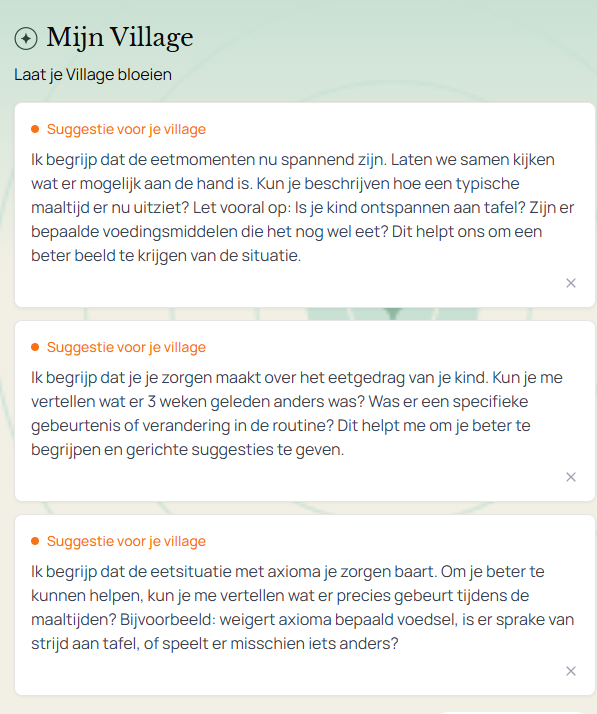 Mijn Village
Laat je Village bloeien
Suggestie voor je village
Ik begrijp dat de eetmomenten nu spannend zijn. Laten we samen kijken
wat er mogelijk aan de hand is. Kun je beschrijven hoe een typische
maaltijd er nu uitziet? Let vooral op: Is je kind ontspannen aan tafel? Zijn er
bepaalde voedingsmiddelen die het nog wel eet? Dit helpt ons om een
beter beeld te krijgen van de situatie.
Suggestie voor je village
Ik begrijp dat je je zorgen maakt over het eetgedrag van je kind. Kun je me
vertellen wat er 3 weken geleden anders was? Was er een specifieke
gebeurtenis of verandering in de routine? Dit helpt me om je beter te
begrijpen en gerichte suggesties te geven.
Suggestie voor je village
Ik begrijp dat de eetsituatie met axioma je zorgen baart. Om je beter te
kunnen helpen, kun je me vertellen wat er precies gebeurt tijdens de
maaltijden? Bijvoorbeeld: weigert axioma bepaald voedsel, is er sprake van
strijd aan tafel, of speelt er misschien iets anders?